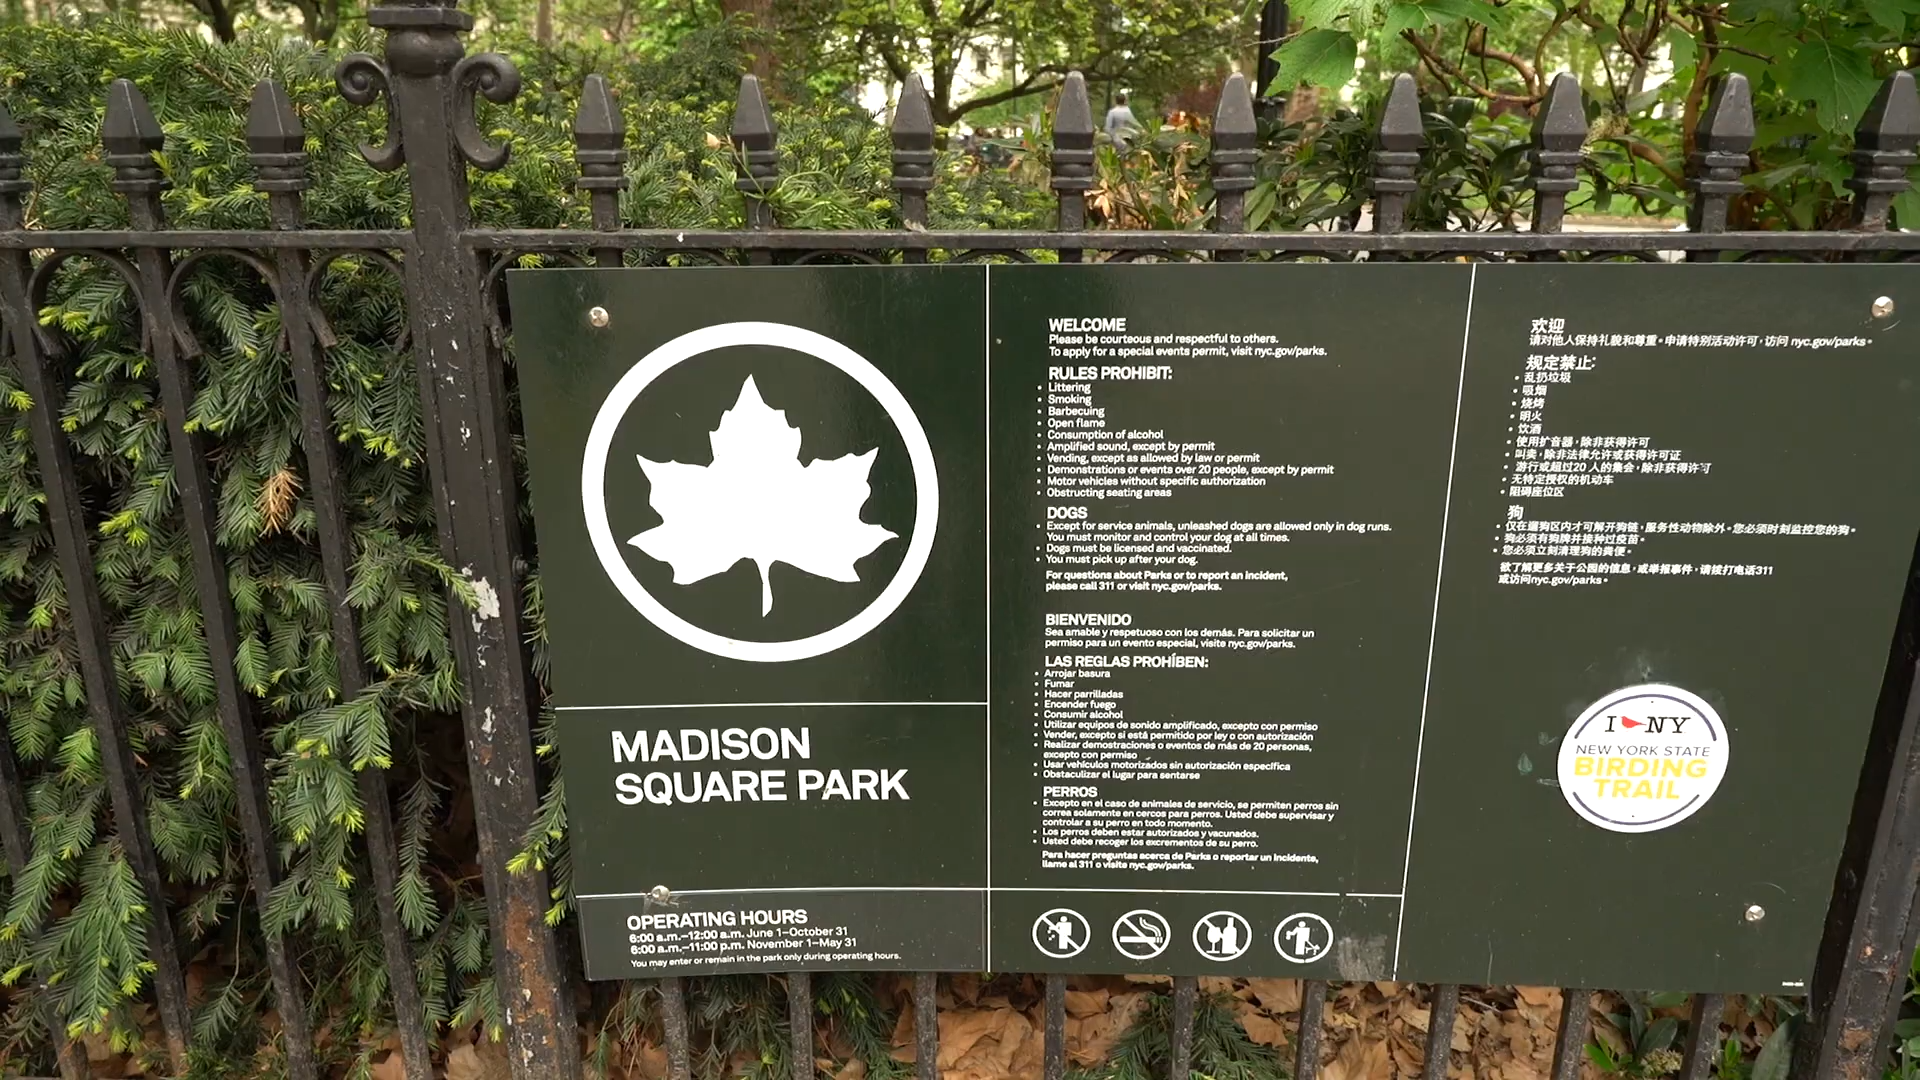 MADISON
SQUARE PARK
OPERATING HOURS
6:00 a.m.–12:00 a.m. June 1–October 31
6:00 a.m.–11:00 p.m. November 1–May 31
You may enter or remain in the park only during operating hours.
WELCOME
Please be courteous and respectful to others.
To apply for a special events permit, visit nyc.gov/parks.
RULES PROHIBIT:
• Littering
• Smoking
• Barbecuing
• Open flame
• Consumption of alcohol
• Amplified sound, except by permit
• Vending, except as allowed by law or permit
• Demonstrations or events over 20 people, except by permit
• Motor vehicles without specific authorization
• Obstructing seating areas
DOGS
• Except for service animals, unleashed dogs are allowed only in dog runs.
You must monitor and control your dog at all times.
• Dogs must be licensed and vaccinated.
• You must pick up after your dog.
For questions about Parks or to report an incident,
please call 311 or visit nyc.gov/parks.
BIENVENIDO
Sea amable y respetuoso con los demás. Para solicitar un
permiso para un evento especial, visite nyc.gov/parks.
LAS REGLAS PROHÍBEN:
• Arrojar basura
• Fumar
• Hacer parrilladas
• Encender fuego
• Consumir alcohol
• Utilizar equipos de sonido amplificado, excepto con permiso
• Vender, excepto si está permitido por ley o con autorización
• Realizar demostraciones o eventos de más de 20 personas,
excepto con permiso
• Usar vehículos motorizados sin autorización específica
• Obstaculizar el lugar para sentarse
PERROS
• Excepto en el caso de animales de servicio, se permiten perros sin
correa solamente en cercos para perros. Usted debe supervisar y
controlar a su perro en todo momento.
• Los perros deben estar autorizados y vacunados.
• Usted debe recoger los excrementos de su perro.
Para hacer preguntas acerca de Parks o reportar un incidente,
llame al 311 o visite nyc.gov/parks.
欢迎
请对他人保持礼貌和尊重。申请特别活动许可，访问 nyc.gov/parks。
规定禁止:
• 乱扔垃圾
• 吸烟
• 烧烤
• 明火
• 饮酒
• 使用扩音器，除非获得许可
• 叫卖，除非法律允许或获得许可证
• 游行或超过20 人的集会，除非获得许可
• 无特定授权的机动车
• 阻碍座位区
狗
• 仅在遛狗区内才可解开狗链，服务性动物除外。您必须时刻监控您的狗。
• 狗必须有狗牌并接种过疫苗。
• 您必须立刻清理狗的粪便。
欲了解更多关于公园的信息，或举报事件，请拨打电话311
或访问nyc.gov/parks。
I NY
NEW YORK STATE
BIRDING
TRAIL